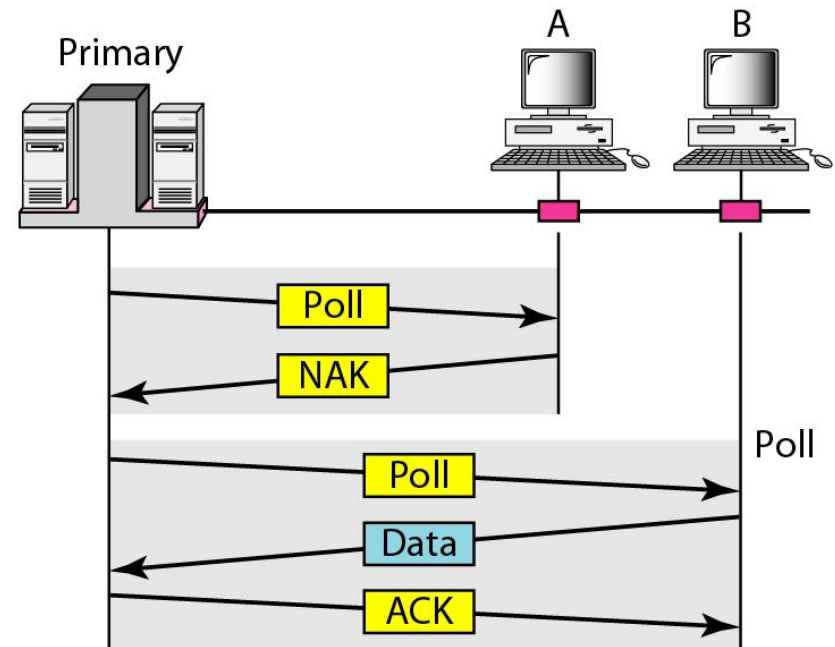 A B
Primary
Poll
NAK
Poll
Poll
Data
ACK